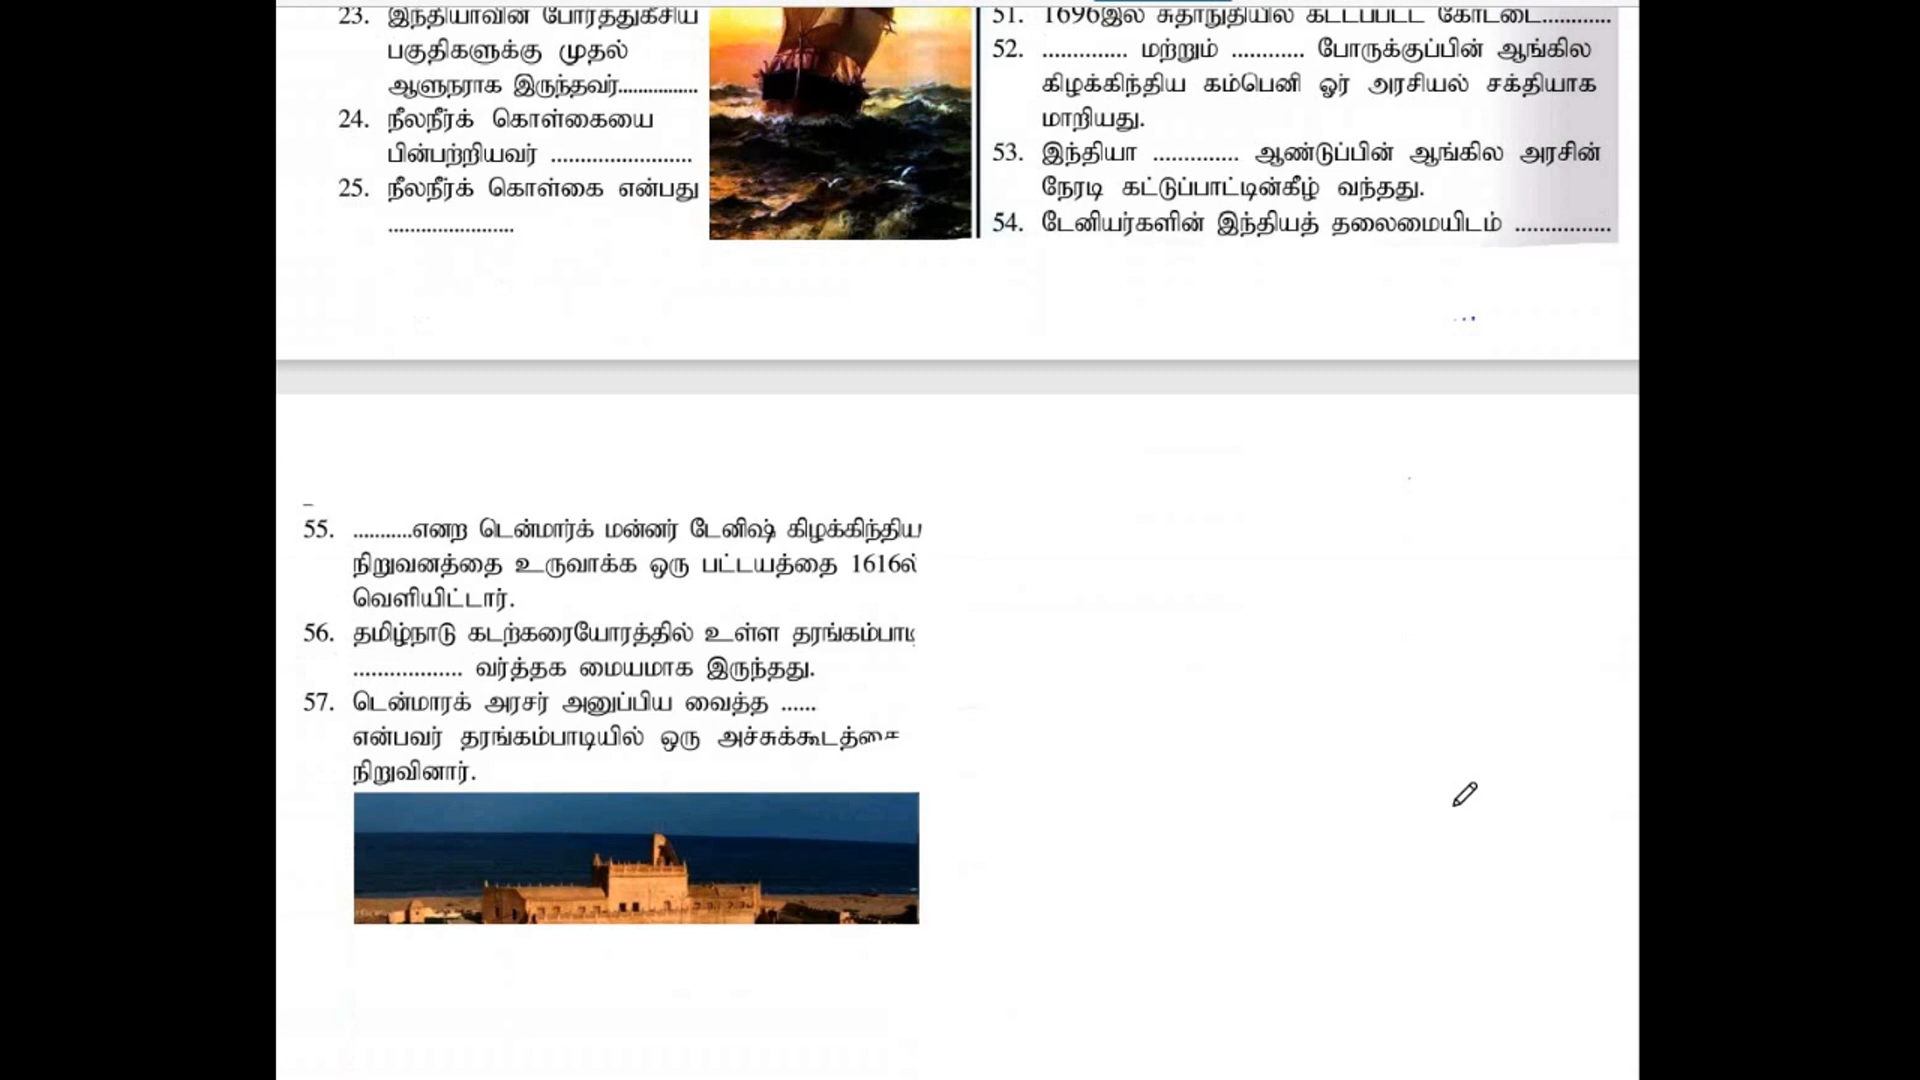 23. இந்தியாவின் போர்த்துகீசிய
பகுதிகளுக்கு முதல்
ஆளுநராக இருந்தவர்................
24. நீலநீர்க் கொள்கையை
பின்பற்றியவர் ........................
25. நீலநீர்க் கொள்கை என்பது
.......................
51. 1696இல் சுதாநுதியில் கட்டப்பட்ட கோட்டை............
52. .............. மற்றும் ............ போருக்குப்பின் ஆங்கில
கிழக்கிந்திய கம்பெனி ஓர் அரசியல் சக்தியாக
மாறியது.
53. இந்தியா .............. ஆண்டுப்பின் ஆங்கில அரசின்
நேரடி கட்டுப்பாட்டின்கீழ் வந்தது.
54. டேனியர்களின் இந்தியத் தலைமையிடம் ................
55. ..........எனற டென்மார்க் மன்னர் டேனிஷ் கிழக்கிந்திய
நிறுவனத்தை உருவாக்க ஒரு பட்டயத்தை 1616ல்
வெளியிட்டார்.
56. தமிழ்நாடு கடற்கரையோரத்தில் உள்ள தரங்கம்பாடி
.................. வர்த்தக மையமாக இருந்தது.
57. டென்மாரக் அரசர் அனுப்பிய வைத்த ......
என்பவர் தரங்கம்பாடியில் ஒரு அச்சுக்கூடத்தை
நிறுவினார்.